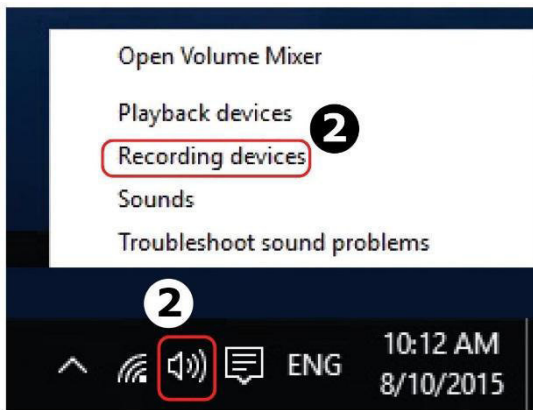 Open Volume Mixer
Playback devices
2
Recording devices
Sounds
Troubleshoot sound problems
2
ENG
10:12 AM
8/10/2015